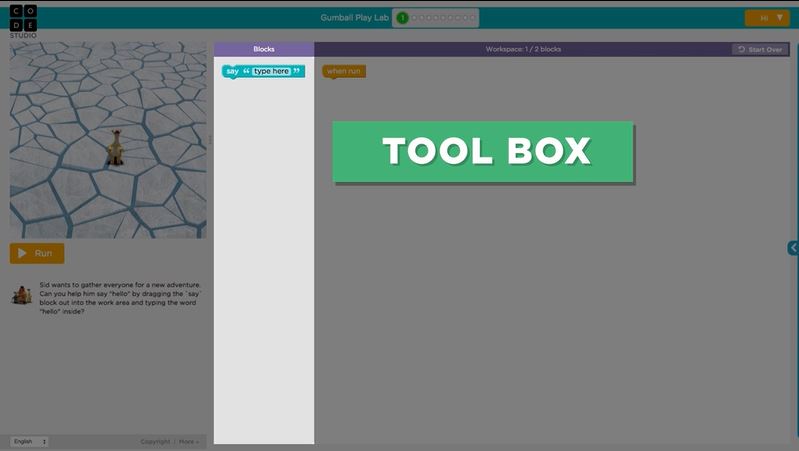 C O
D E
STUDIO
Gumball Play Lab
1
Hi
Blocks
Workspace: 1 / 2 blocks
Start Over
say “ type here ”
when run
TOOL BOX
Run
Sid wants to gather everyone for a new adventure.
Can you help him say "hello" by dragging the `say`
block out into the work area and typing the word
"hello" inside?
English
Copyright | More